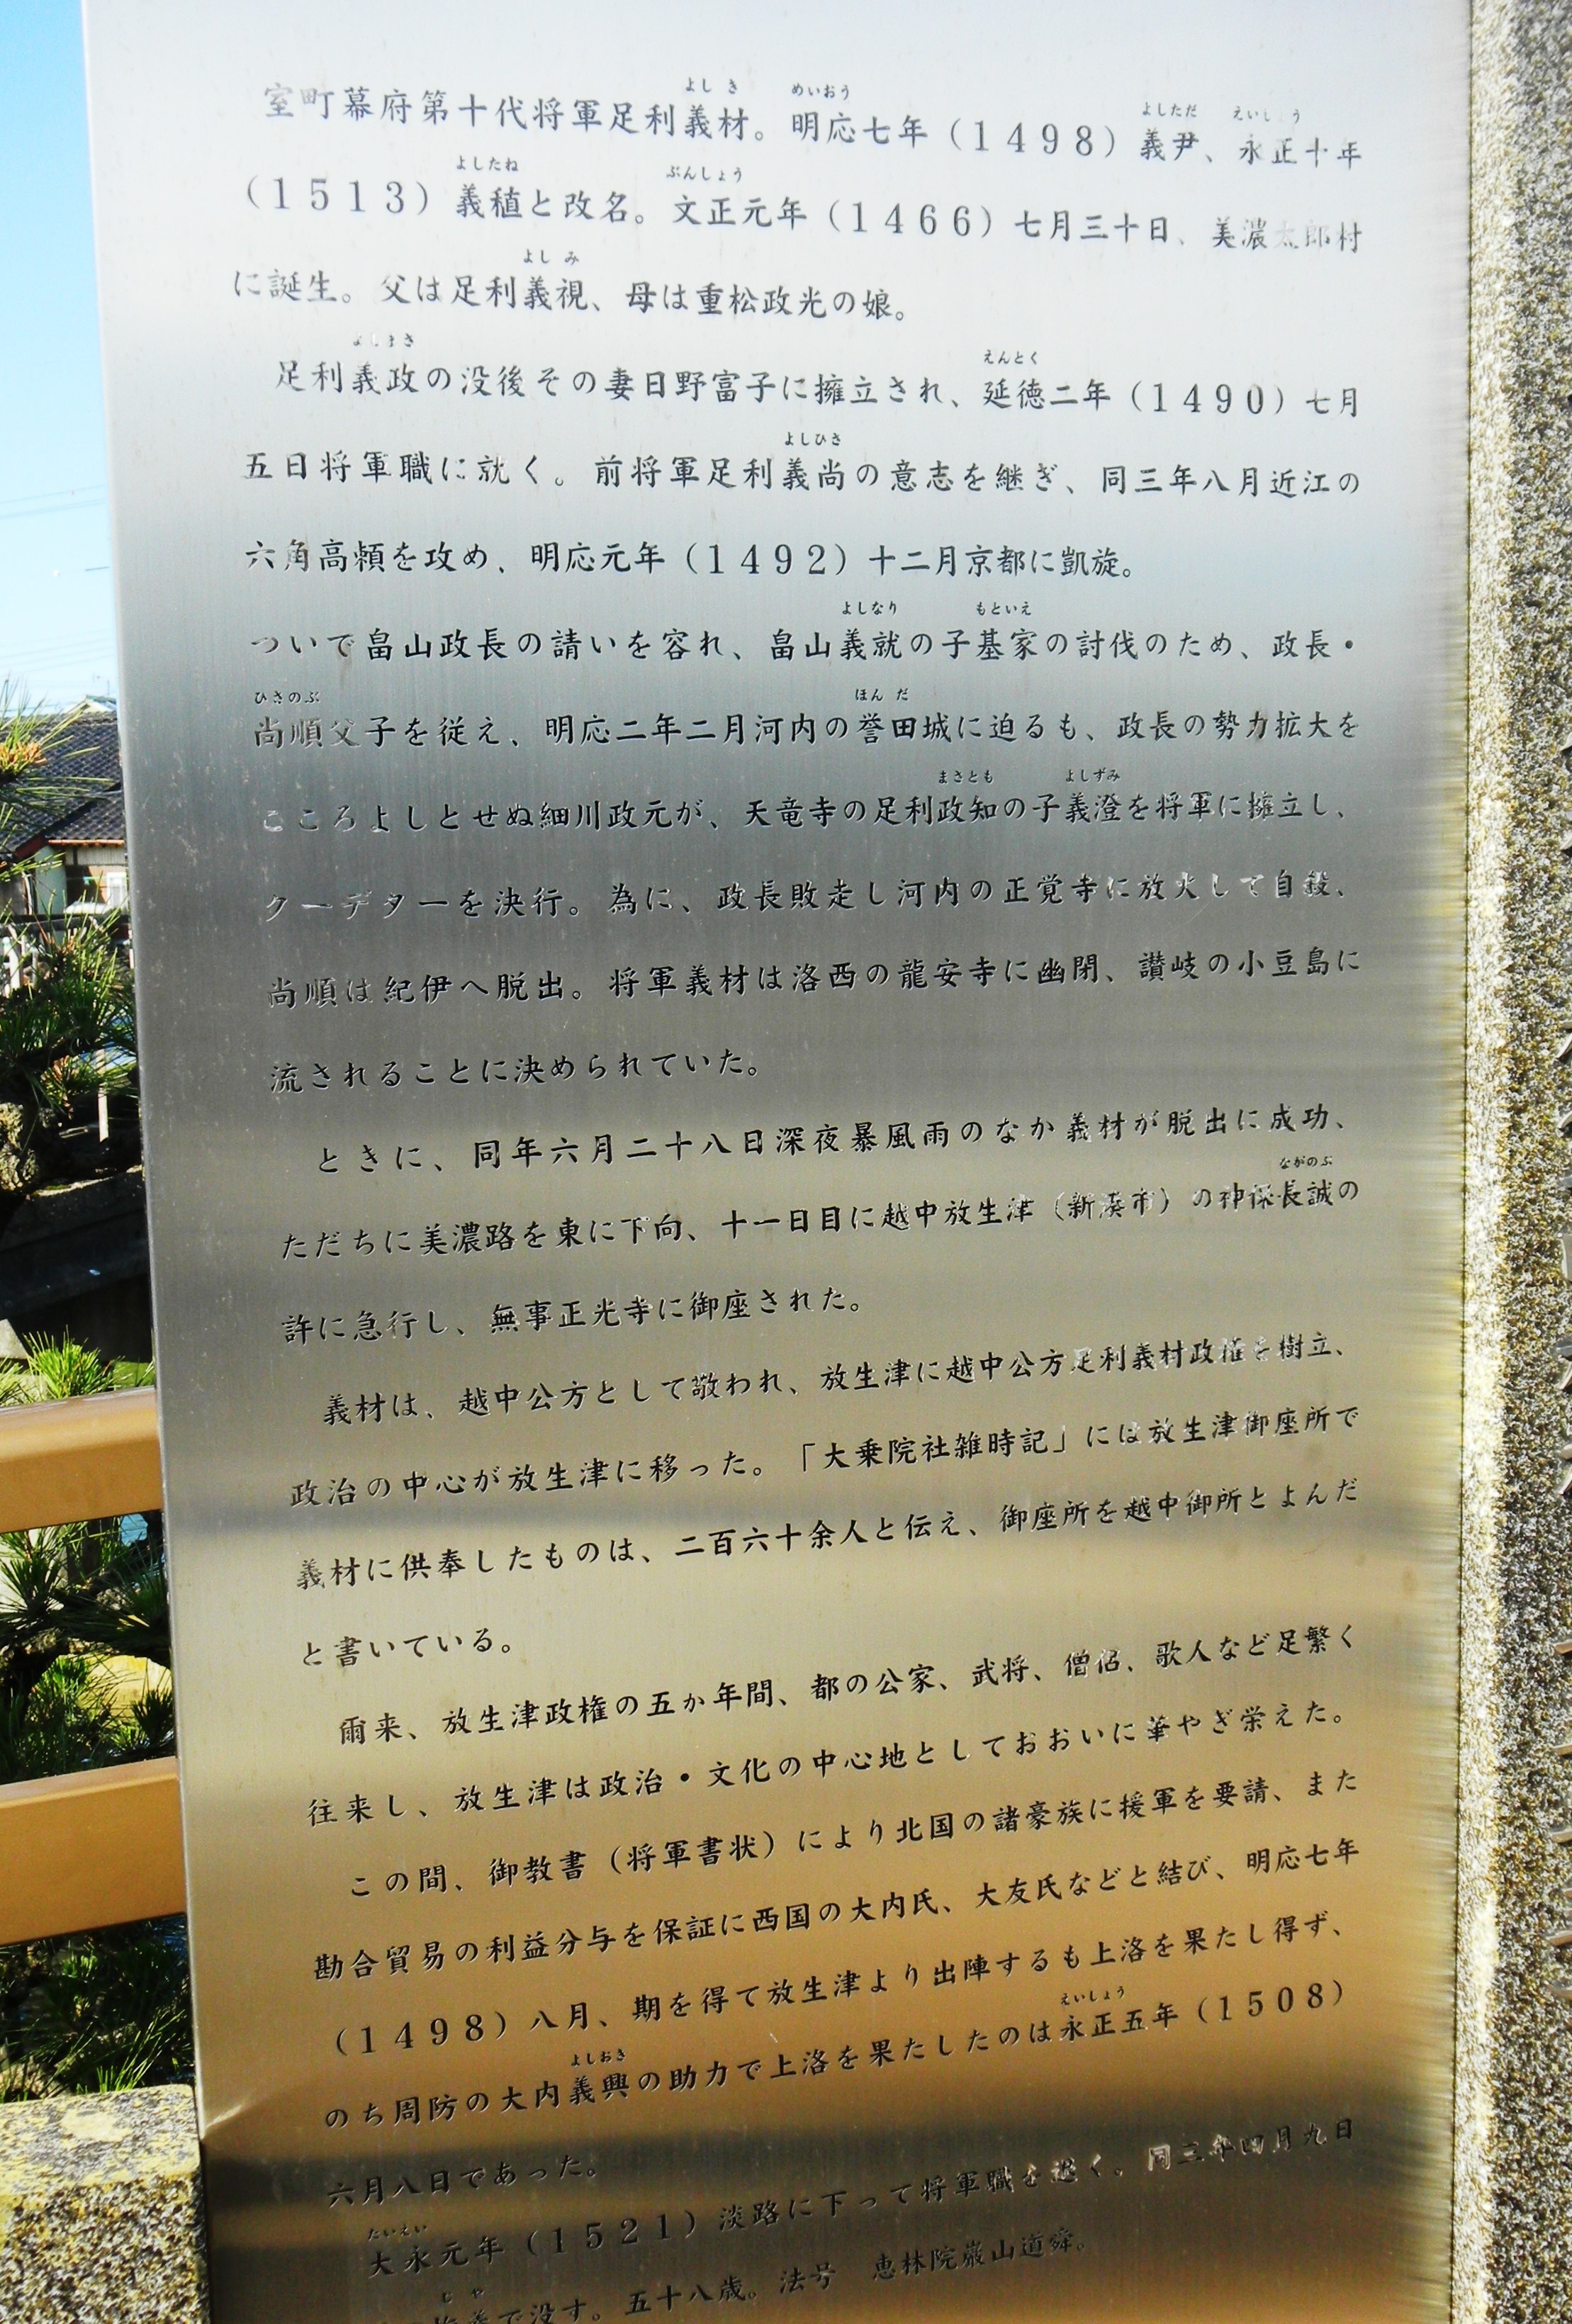 室町幕府第十代将軍足利義材。明応七年(1498)義尹、永正十年
(1513)義稙と改名。文正元年(1466)七月三十日、美濃太郎村
に誕生。父は足利義視、母は重松政光の娘。
足利義政の没後その妻日野富子に擁立され、延徳二年(1490)七月
五日将軍職に就く。前将軍足利義尚の意志を継ぎ、同三年八月近江の
六角高頼を攻め、明応元年(1492)十二月京都に凱旋。
ついで畠山政長の請いを容れ、畠山義就の子基家の討伐のため、政長・
尚順父子を従え、明応二年二月河内の誉田城に迫るも、政長の勢力拡大を
こころよしとせぬ細川政元が、天竜寺の足利政知の子義澄を将軍に擁立し、
クーデターを決行。為に、政長敗走し河内の正覚寺に放火して自殺、
尚順は紀伊へ脱出。将軍義材は洛西の龍安寺に幽閉、讃岐の小豆島に
流されることに決められていた。
ときに、同年六月二十八日深夜暴風雨のなか義材が脱出に成功、
ただちに美濃路を東に下向、十一日目に越中放生津(新湊市)の神保長誠の
許に急行し、無事正光寺に御座された。
義材は、越中公方として敬われ、放生津に越中公方足利義材政権を樹立、
政治の中心が放生津に移った。「大乗院社雑時記」には放生津御座所で
義材に供奉したものは、二百六十余人と伝え、御座所を越中御所とよんだ
と書いている。
爾来、放生津政権の五か年間、都の公家、武将、僧侶、歌人など足繁く
往来し、放生津は政治・文化の中心地としておおいに華やぎ栄えた。
この間、御教書(将軍書状)により北国の諸豪族に援軍を要請、また
勘合貿易の利益分与を保証に西国の大内氏、大友氏などと結び、明応七年
(1498)八月、期を得て放生津より出陣するも上洛を果たし得ず、
のち周防の大内義興の助力で上洛を果たしたのは永正五年(1508)
六月八日であった。
大永元年(1521)淡路に下って将軍職を退く。同三年四月九日
で没す。五十八歳。法号 恵林院巌山道舜。